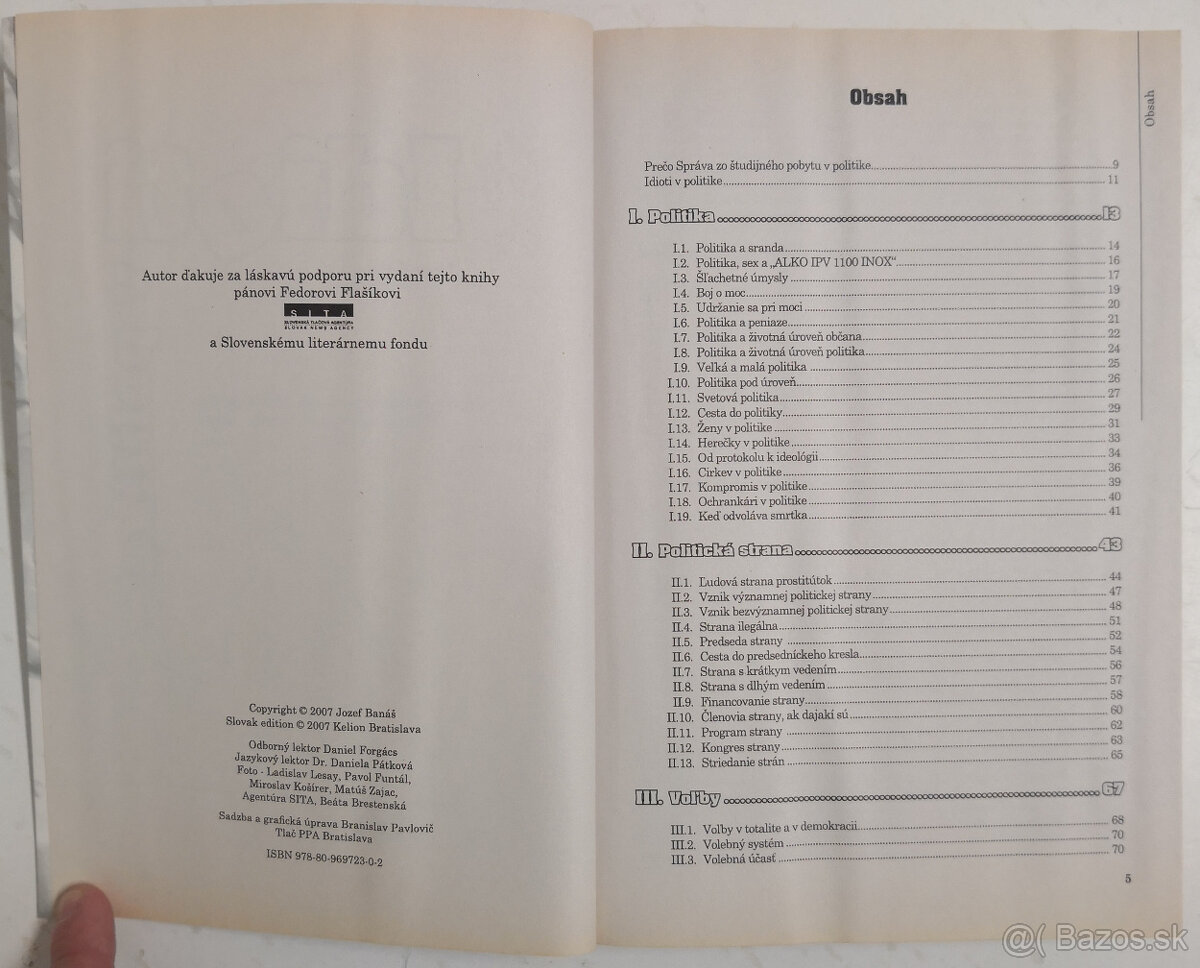 Autor ďakuje za láskavú podporu pri vydaní tejto knihy
pánovi Fedorovi Flašíkovi
SITA
SLOVENSKÁ TLAČOVÁ AGENTÚRA
SLOVAK NEWS AGENCY
a Slovenskému literárnemu fondu
Copyright © 2007 Jozef Banáš
Slovak edition © 2007 Kelion Bratislava
Odborný lektor Daniel Forgács
Jazykový lektor Dr. Daniela Pátková
Foto - Ladislav Lesay, Pavol Funtál,
Miroslav Košírer, Matúš Zajac,
Agentúra SITA, Beáta Brestenská
Sadzba a grafická úprava Branislav Pavlovič
Tlač PPA Bratislava
ISBN 978-80-969723-0-2
Obsah
Obsah
Prečo Správa zo študijného pobytu v politike 9
Idioti v politike 11
I. Politika 13
I.1. Politika a sranda 14
I.2. Politika, sex a „ALKO IPV 1100 INOX“ 16
I.3. Šľachetné úmysly 17
I.4. Boj o moc 19
I.5. Udržanie sa pri moci 20
I.6. Politika a peniaze 21
I.7. Politika a životná úroveň občana 22
I.8. Politika a životná úroveň politika 24
I.9. Veľká a malá politika 25
I.10. Politika pod úroveň 26
I.11. Svetová politika 27
I.12. Cesta do politiky 29
I.13. Ženy v politike 31
I.14. Herečky v politike 33
I.15. Od protokolu k ideológii 34
I.16. Cirkev v politike 36
I.17. Kompromis v politike 39
I.18. Ochrankári v politike 40
I.19. Keď odvoláva smrtka 41
II. Politická strana 43
II.1. Ľudová strana prostitútok 44
II.2. Vznik významnej politickej strany 47
II.3. Vznik bezvýznamnej politickej strany 48
II.4. Strana ilegálna 51
II.5. Predseda strany 52
II.6. Cesta do predsedníckeho kresla 54
II.7. Strana s krátkym vedením 56
II.8. Strana s dlhým vedením 57
II.9. Financovanie strany 58
II.10. Členovia strany, ak dajakí sú 60
II.11. Program strany 62
II.12. Kongres strany 63
II.13. Striedanie strán 65
III. Voľby 67
III.1. Voľby v totalite a v demokracii 68
III.2. Volebný systém 70
III.3. Volebná účasť 70
5
@( Bazos.sk